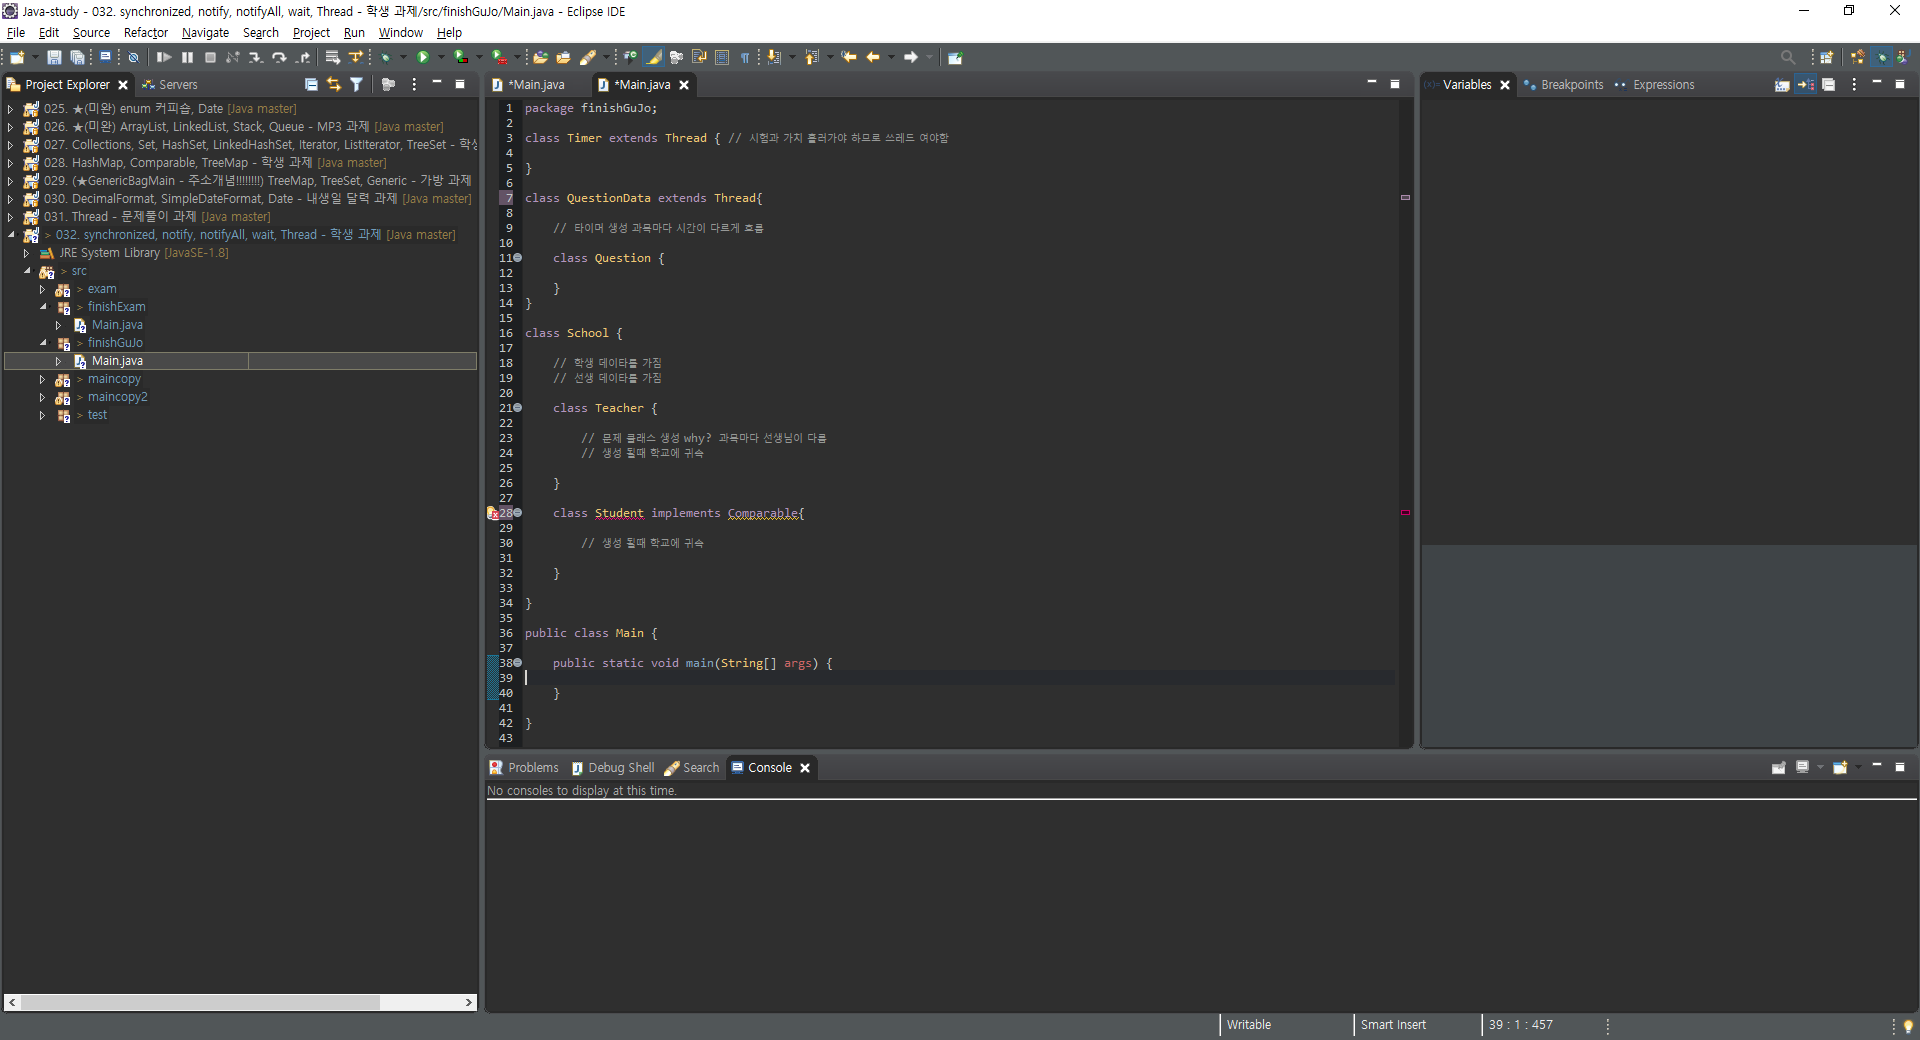 Java-study - 032. synchronized, notify, notifyAll, wait, Thread - 학생 과제/src/finishGuJo/Main.java - Eclipse IDE
File Edit Source Refactor Navigate Search Project Run Window Help
Project Explorer Servers
025. ★(미완) enum 커피숍, Date [Java master]
026. ★(미완) ArrayList, LinkedList, Stack, Queue - MP3 과제 [Java master]
027. Collections, Set, HashSet, LinkedHashSet, Iterator, ListIterator, TreeSet - 학생
028. HashMap, Comparable, TreeMap - 학생 과제 [Java master]
029. (★GenericBagMain - 주소개념!!!!!!!!) TreeMap, TreeSet, Generic - 가방 과제
030. DecimalFormat, SimpleDateFormat, Date - 내생일 달력 과제 [Java master]
031. Thread - 문제풀이 과제 [Java master]
> 032. synchronized, notify, notifyAll, wait, Thread - 학생 과제 [Java master]
JRE System Library [JavaSE-1.8]
> src
> exam
> finishExam
Main.java
> finishGuJo
Main.java
> maincopy
> maincopy2
> test
*Main.java *Main.java
1 package finishGuJo;
2
3 class Timer extends Thread { // 시험과 가치 흘러가야 하므로 쓰레드 여야함
4
5 }
6
7 class QuestionData extends Thread{
8
9 // 타이머 생성 과목마다 시간이 다르게 흐름
10
11 class Question {
12
13 }
14 }
15
16 class School {
17
18 // 학생 데이타를 가짐
19 // 선생 데이타를 가짐
20
21 class Teacher {
22
23 // 문제 클래스 생성 why? 과목마다 선생님이 다름
24 // 생성 될때 학교에 귀속
25
26 }
27
28 class Student implements Comparable{
29
30 // 생성 될때 학교에 귀속
31
32 }
33
34 }
35
36 public class Main {
37
38 public static void main(String[] args) {
39
40 }
41
42 }
43
Variables Breakpoints Expressions
Problems Debug Shell Search Console
No consoles to display at this time.
Writable Smart Insert 39 : 1 : 457